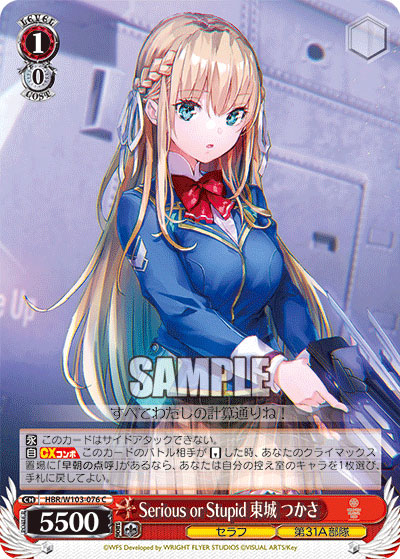 LEVEL
1
0
COST
e Up
SAMPLE
すべてわたしの計算通りね！
永 このカードはサイドアタックできない。
自 CXコンボ このカードのバトル相手が した時、あなたのクライマックス
置場に「早朝の点呼」があるなら、あなたは自分の控え室のキャラを1枚選び、
手札に戻してよい。
CH HBR/W103-076 C
5500
Serious or Stupid 東城 つかさ
セラフ
第31A部隊
©WFS Developed by WRIGHT FLYER STUDIOS ©VISUAL ARTS/Key